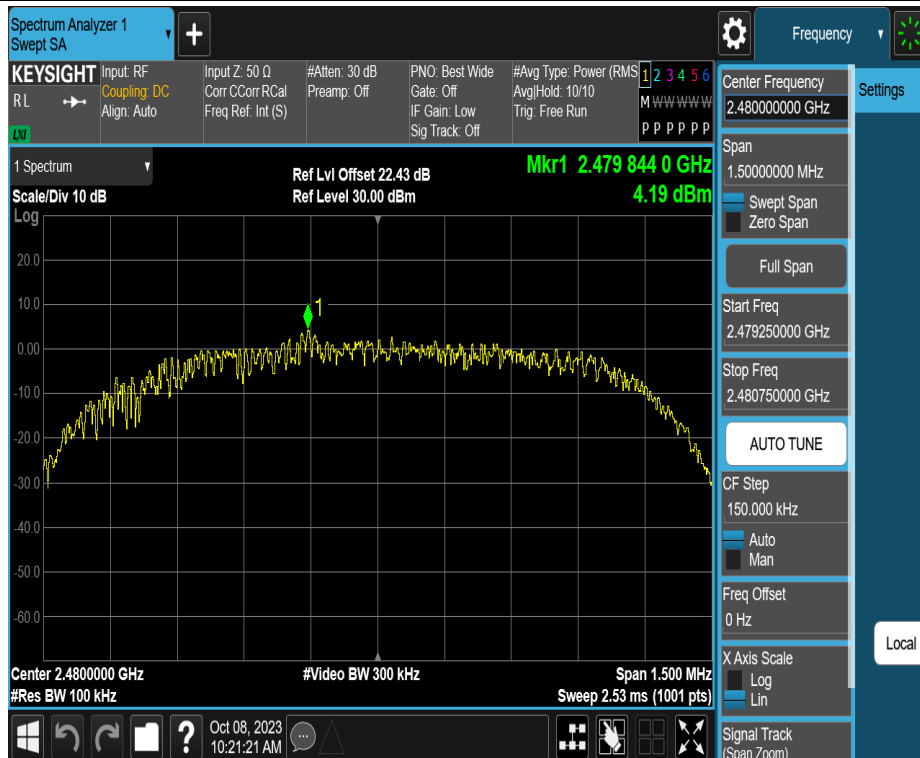 Spectrum Analyzer 1
Swept SA
+
Frequency
KEYSIGHT
RL
LXI
Input: RF
Coupling: DC
Align: Auto
Input Z: 50 Ω
Corr CCorr RCal
Freq Ref: Int (S)
#Atten: 30 dB
Preamp: Off
PNO: Best Wide
Gate: Off
IF Gain: Low
Sig Track: Off
#Avg Type: Power (RMS
Avg|Hold: 10/10
Trig: Free Run
1 2 3 4 5 6
M W W W W W
P P P P P P
1 Spectrum
Scale/Div 10 dB
Log
Ref Lvl Offset 22.43 dB
Ref Level 30.00 dBm
Mkr1 2.479 844 0 GHz
4.19 dBm
1
20.0
10.0
0.00
-10.0
-20.0
-30.0
-40.0
-50.0
-60.0
Center 2.4800000 GHz
#Video BW 300 kHz
Span 1.500 MHz
#Res BW 100 kHz
Sweep 2.53 ms (1001 pts)
?
Oct 08, 2023
10:21:21 AM
Center Frequency
2.480000000 GHz
Span
1.50000000 MHz
Swept Span
Zero Span
Full Span
Start Freq
2.479250000 GHz
Stop Freq
2.480750000 GHz
AUTO TUNE
CF Step
150.000 kHz
Auto
Man
Freq Offset
0 Hz
X Axis Scale
Log
Lin
Signal Track
(Span Zoom)
Settings
Local